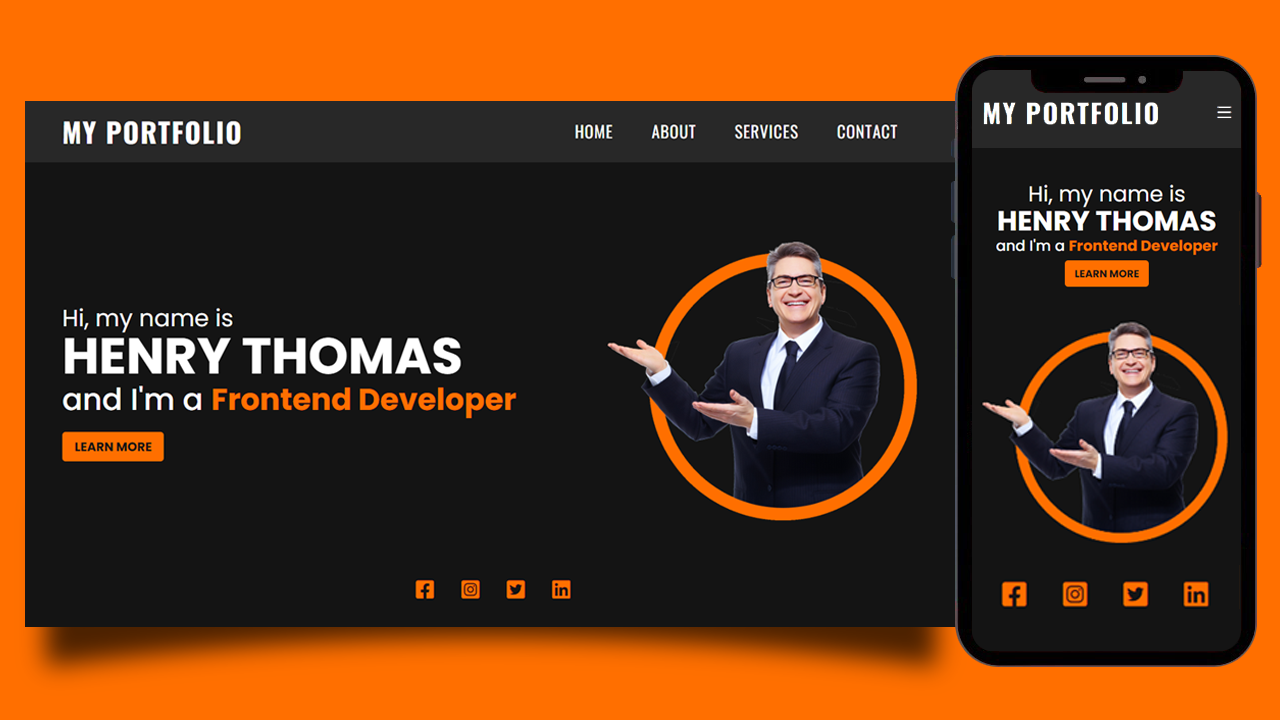 MY PORTFOLIO
HOME ABOUT SERVICES CONTACT
Hi, my name is
HENRY THOMAS
and I'm a Frontend Developer
LEARN MORE
MY PORTFOLIO
Hi, my name is
HENRY THOMAS
and I'm a Frontend Developer
LEARN MORE